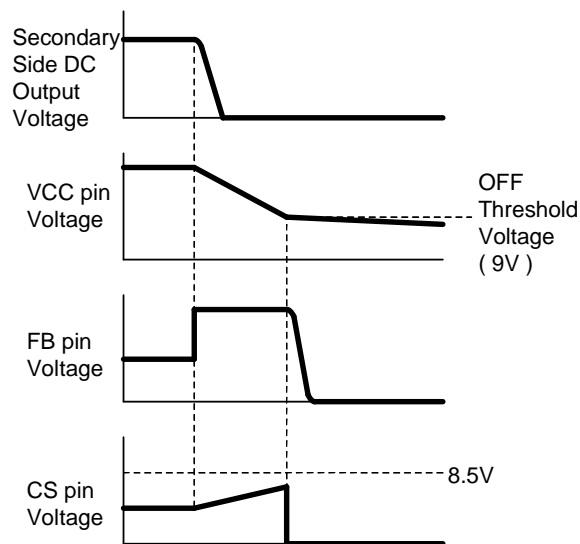 Secondary
Side DC
Output
Voltage
VCC pin
Voltage
OFF
Threshold
Voltage
( 9V )
FB pin
Voltage
CS pin
Voltage
8.5V